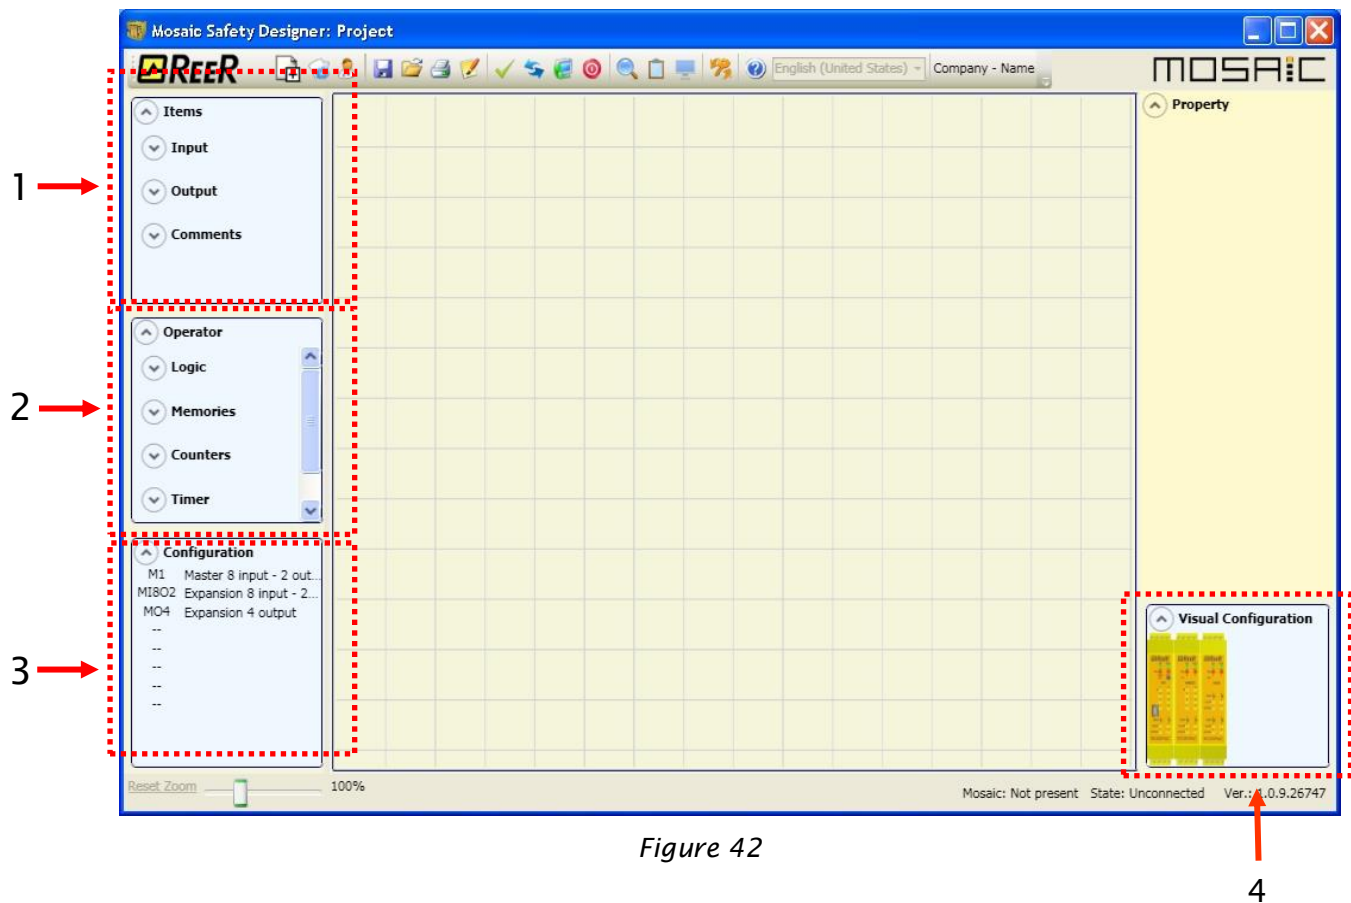 Mosaic Safety Designer: Project
REER
English (United States)
Company - Name
MOSAIC
Items
Input
Output
Comments
1
Operator
Logic
Memories
Counters
Timer
2
Configuration
M1 Master 8 input - 2 out...
MI8O2 Expansion 8 input - 2...
MO4 Expansion 4 output
--
--
--
--
--
3
Property
Visual Configuration
Reset Zoom
100%
Mosaic: Not present State: Unconnected Ver.: 1.0.9.26747
Figure 42
4